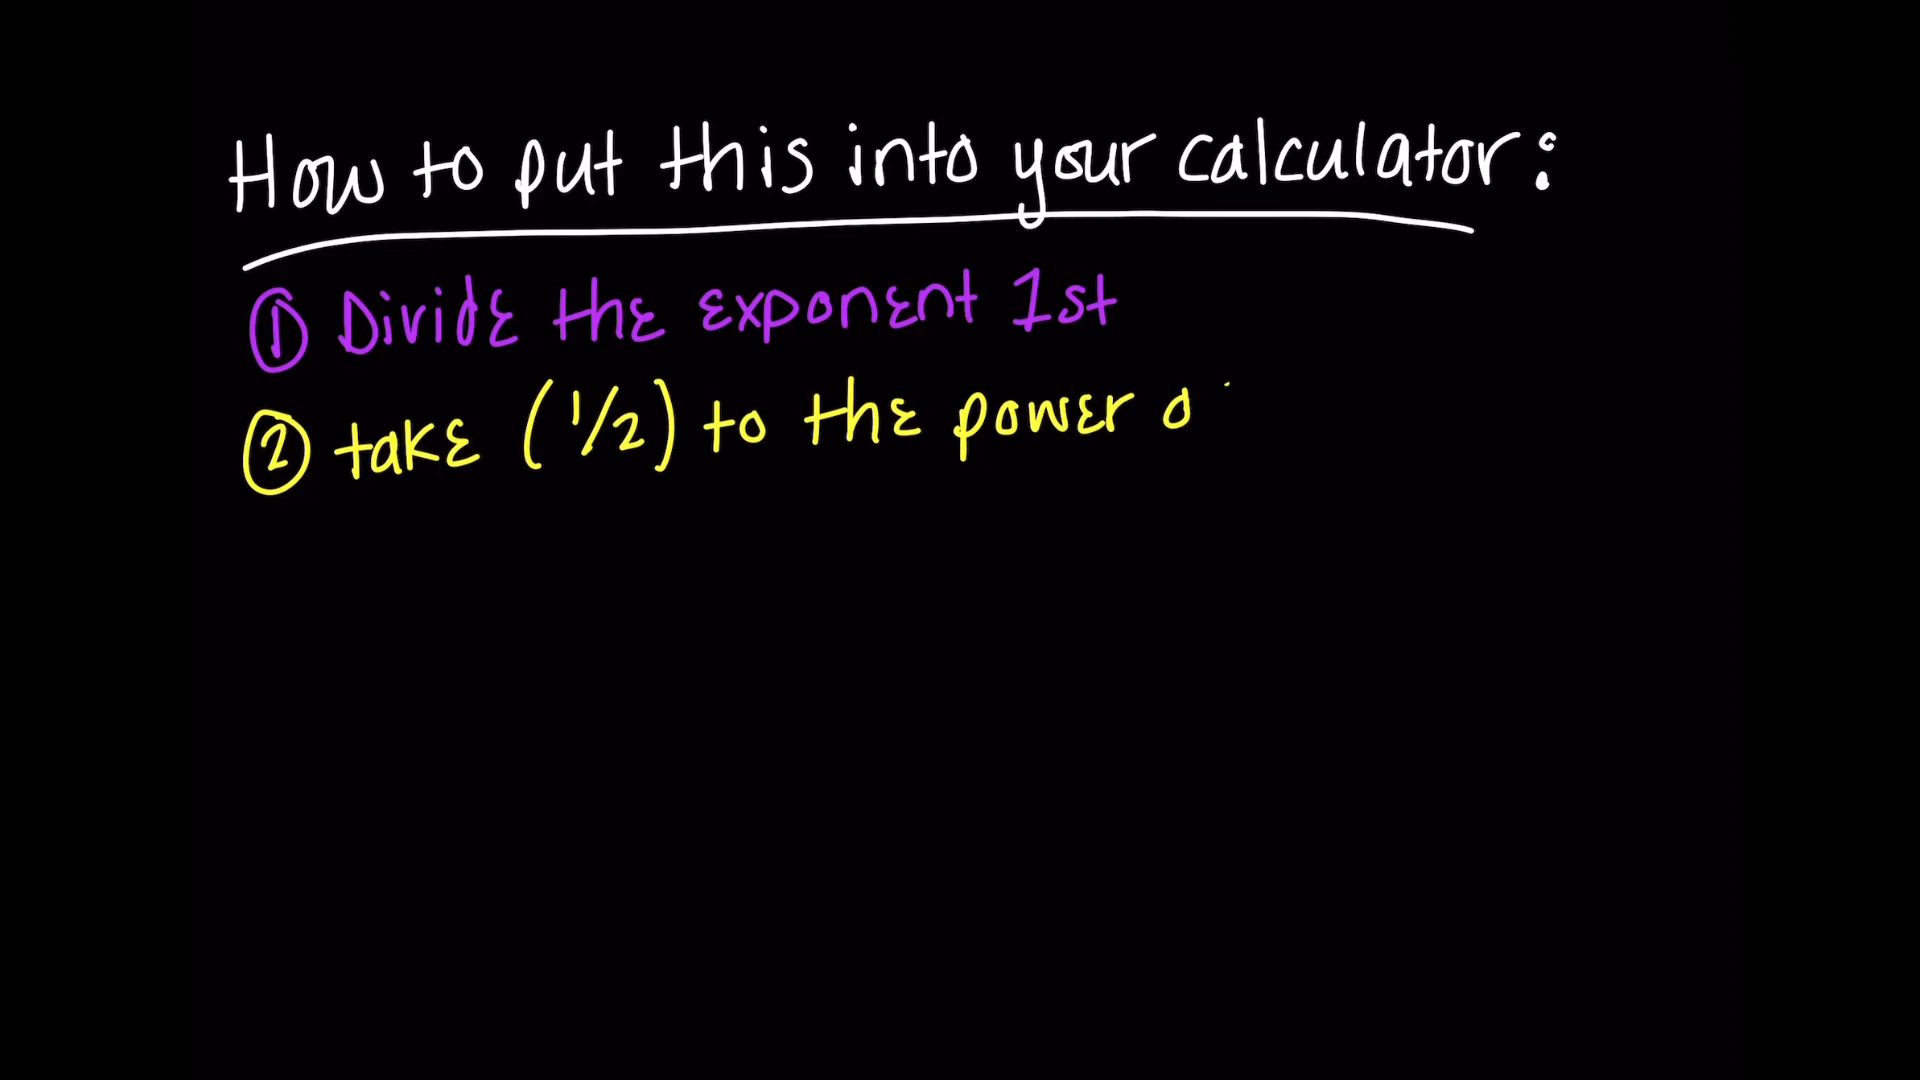 How to put this into your calculator:
① Divide the exponent 1st
② take (1/2) to the power o